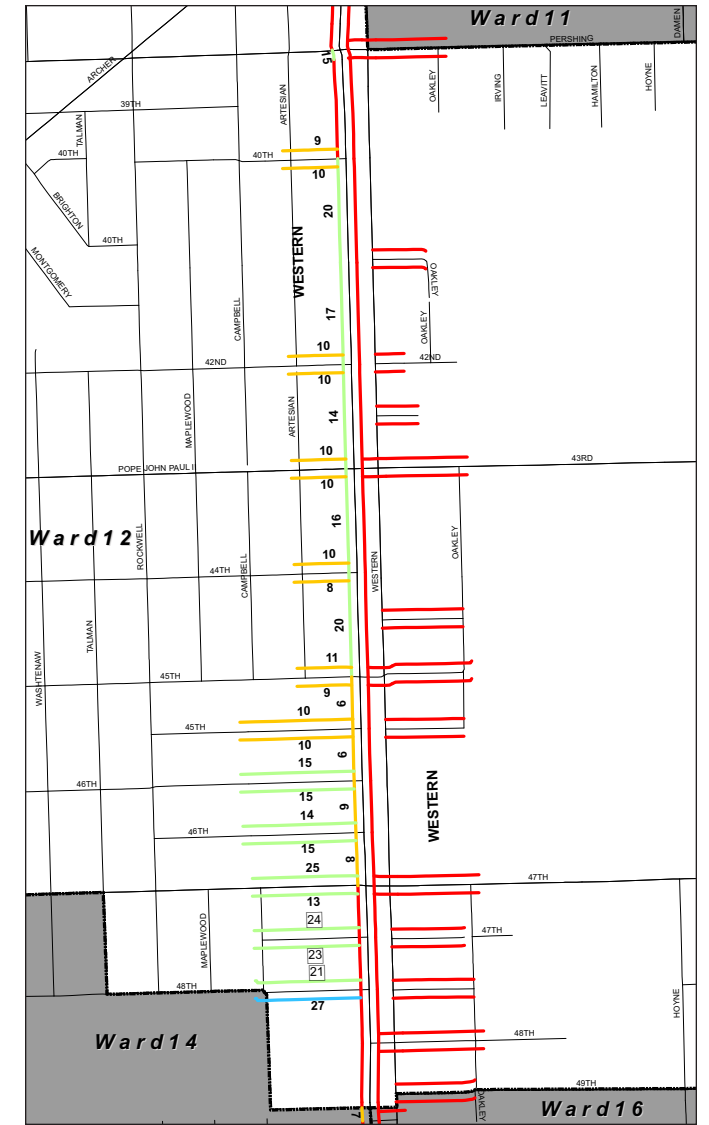 Ward11
DAMEN
PERSHING
15
ARCHER
OAKLEY
IRVING
LEAVITT
HAMILTON
HOYNE
ARTESIAN
39TH
TALMAN
9
40TH
40TH
10
BRIGHTON
20
40TH
WESTERN
MONTGOMERY
OAKLEY
CAMPBELL
17
OAKLEY
10
42ND
42ND
10
MAPLEWOOD
ARTESIAN
14
10
43RD
POPE JOHN PAUL II
10
16
Ward12
ROCKWELL
OAKLEY
10
44TH
WESTERN
CAMPBELL
8
20
TALMAN
11
WASHTENAW
45TH
9
6
10
45TH
10
6
15
46TH
15
9
WESTERN
14
46TH
15
8
25
47TH
13
24
MAPLEWOOD
47TH
23
21
48TH
27
HOYNE
48TH
Ward14
49TH
OAKLEY
Ward16